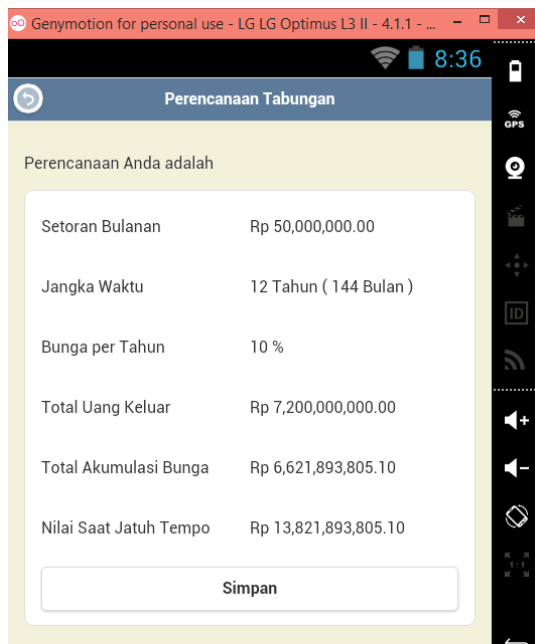 Genymotion for personal use - LG LG Optimus L3 II - 4.1.1 - ...
8:36
Perencanaan Tabungan
GPS
Perencanaan Anda adalah
Setoran Bulanan Rp 50,000,000.00
Jangka Waktu 12 Tahun ( 144 Bulan )
ID
Bunga per Tahun 10 %
Total Uang Keluar Rp 7,200,000,000.00
Total Akumulasi Bunga Rp 6,621,893,805.10
Nilai Saat Jatuh Tempo Rp 13,821,893,805.10
1:1
Simpan